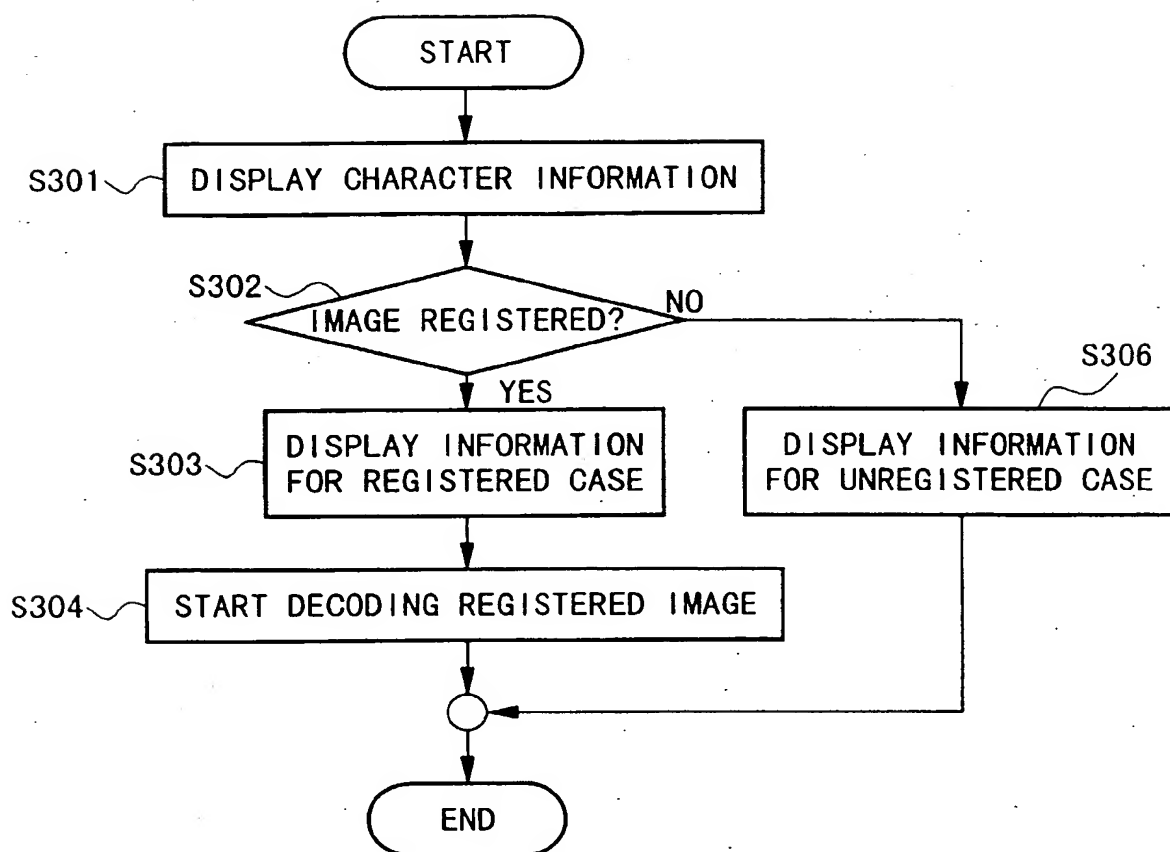 START
S301
DISPLAY CHARACTER INFORMATION
S302
IMAGE REGISTERED?
NO
YES
S306
S303
DISPLAY INFORMATION
FOR REGISTERED CASE
DISPLAY INFORMATION
FOR UNREGISTERED CASE
S304
START DECODING REGISTERED IMAGE
END